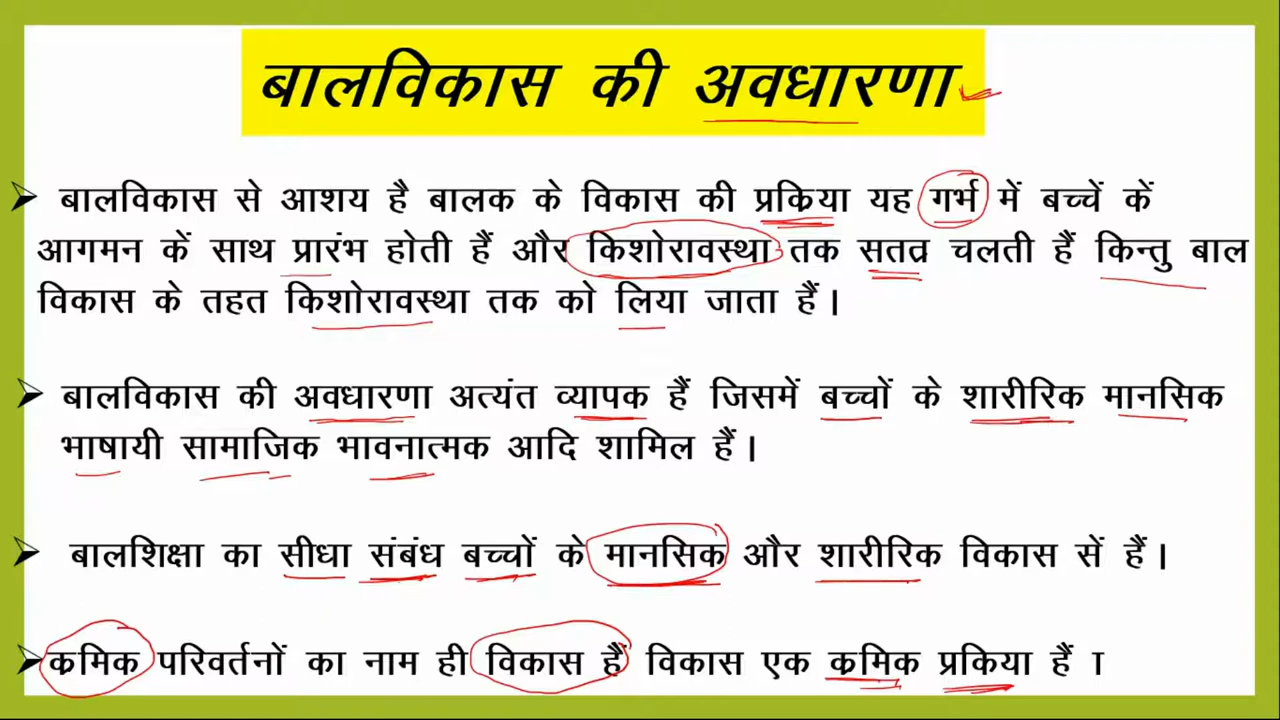 बालविकास की अवधारणा
➢ बालविकास से आशय है बालक के विकास की प्रकिया यह गर्भ में बच्चें कें
आगमन कें साथ प्रारंभ होती हैं और किशोरावस्था तक सतत्र चलती हैं किन्तु बाल
विकास के तहत किशोरावस्था तक को लिया जाता हैं।
➢ बालविकास की अवधारणा अत्यंत व्यापक हैं जिसमें बच्चों के शारीरिक मानसिक
भाषायी सामाजिक भावनात्मक आदि शामिल हैं।
➢ बालशिक्षा का सीधा संबंध बच्चों के मानसिक और शारीरिक विकास सें हैं।
➢ कमिक परिवर्तनों का नाम ही विकास हैं विकास एक कमिक प्रकिया हैं ा